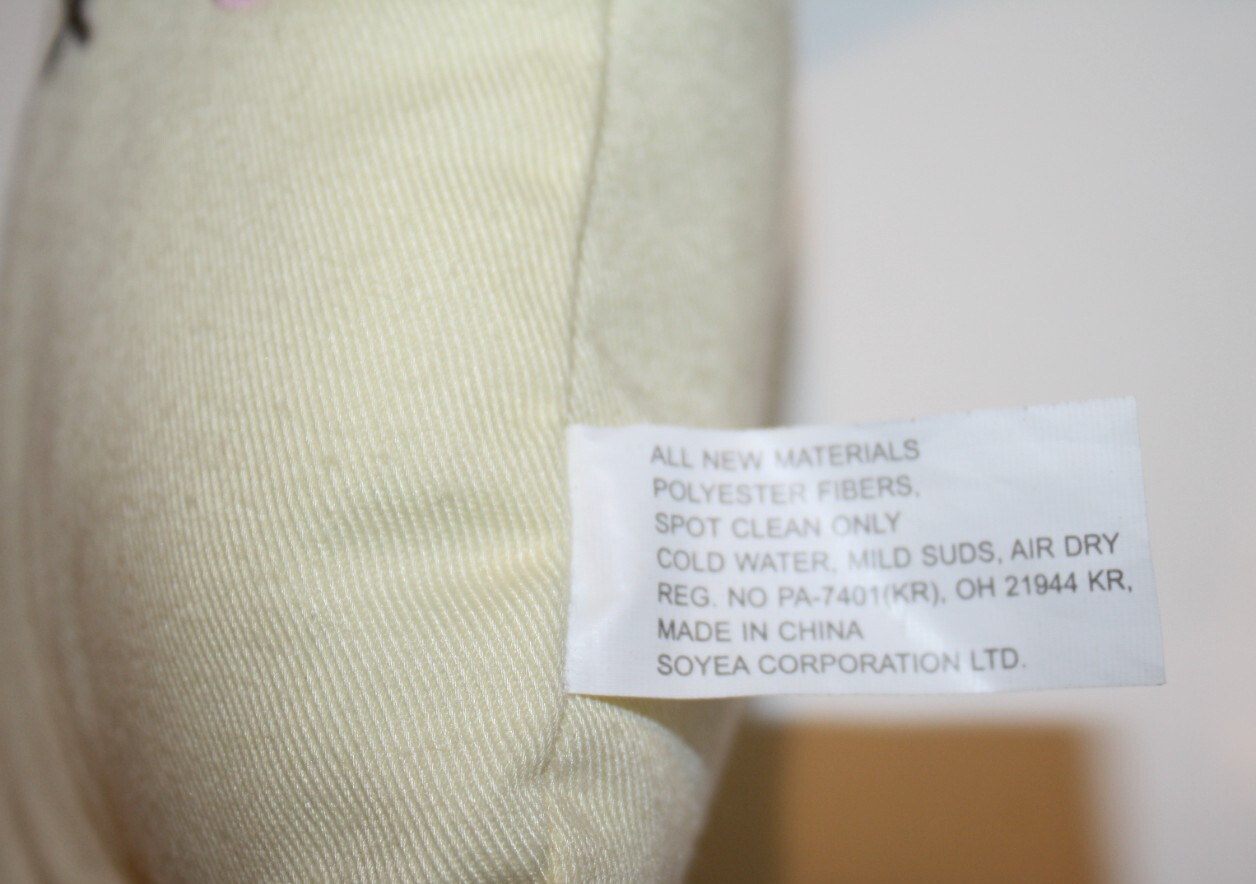 ALL NEW MATERIALS
POLYESTER FIBERS,
SPOT CLEAN ONLY
COLD WATER, MILD SUDS, AIR DRY
REG. NO PA-7401(KR), OH 21944 KR,
MADE IN CHINA
SOYEA CORPORATION LTD.